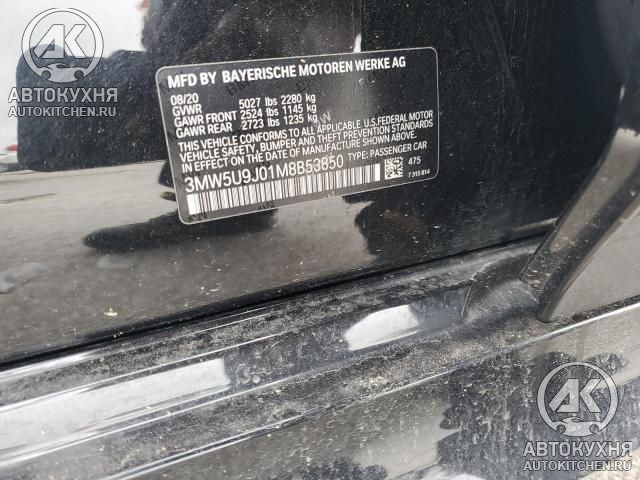 АК
АВТОКУХНЯ
AUTOKITCHEN.RU
MFD BY BAYERISCHE MOTOREN WERKE AG
08/20
GVWR 5027 lbs 2280 kg
GAWR FRONT 2524 lbs 1145 kg
GAWR REAR 2723 lbs 1235 kg
THIS VEHICLE CONFORMS TO ALL APPLICABLE U.S.FEDERAL MOTOR
VEHICLE SAFETY, BUMPER, AND THEFT PREVENTION STANDARDS
IN EFFECT ON THE DATE OF MANUFACTURE SHOWN ABOVE.
3MW5U9J01M8B53850 TYPE: PASSENGER CAR
475
7 315 814
АК
АВТОКУХНЯ
AUTOKITCHEN.RU